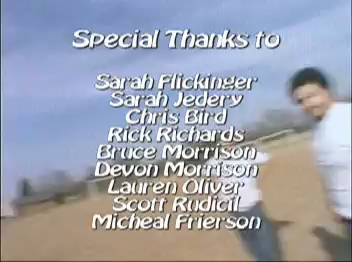 Special Thanks to
Sarah Flickinger
Sarah Jedery
Chris Bird
Rick Richards
Bruce Morrison
Devon Morrison
Lauren Oliver
Scott Rudicil
Micheal Frierson